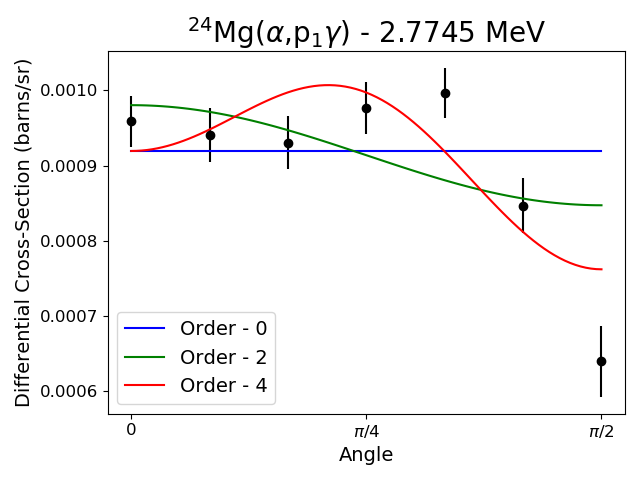 ²⁴Mg(α,p₁γ) - 2.7745 MeV
Differential Cross-Section (barns/sr)
0.0010
0.0009
0.0008
0.0007
0.0006
Order - 0
Order - 2
Order - 4
0
π/4
π/2
Angle